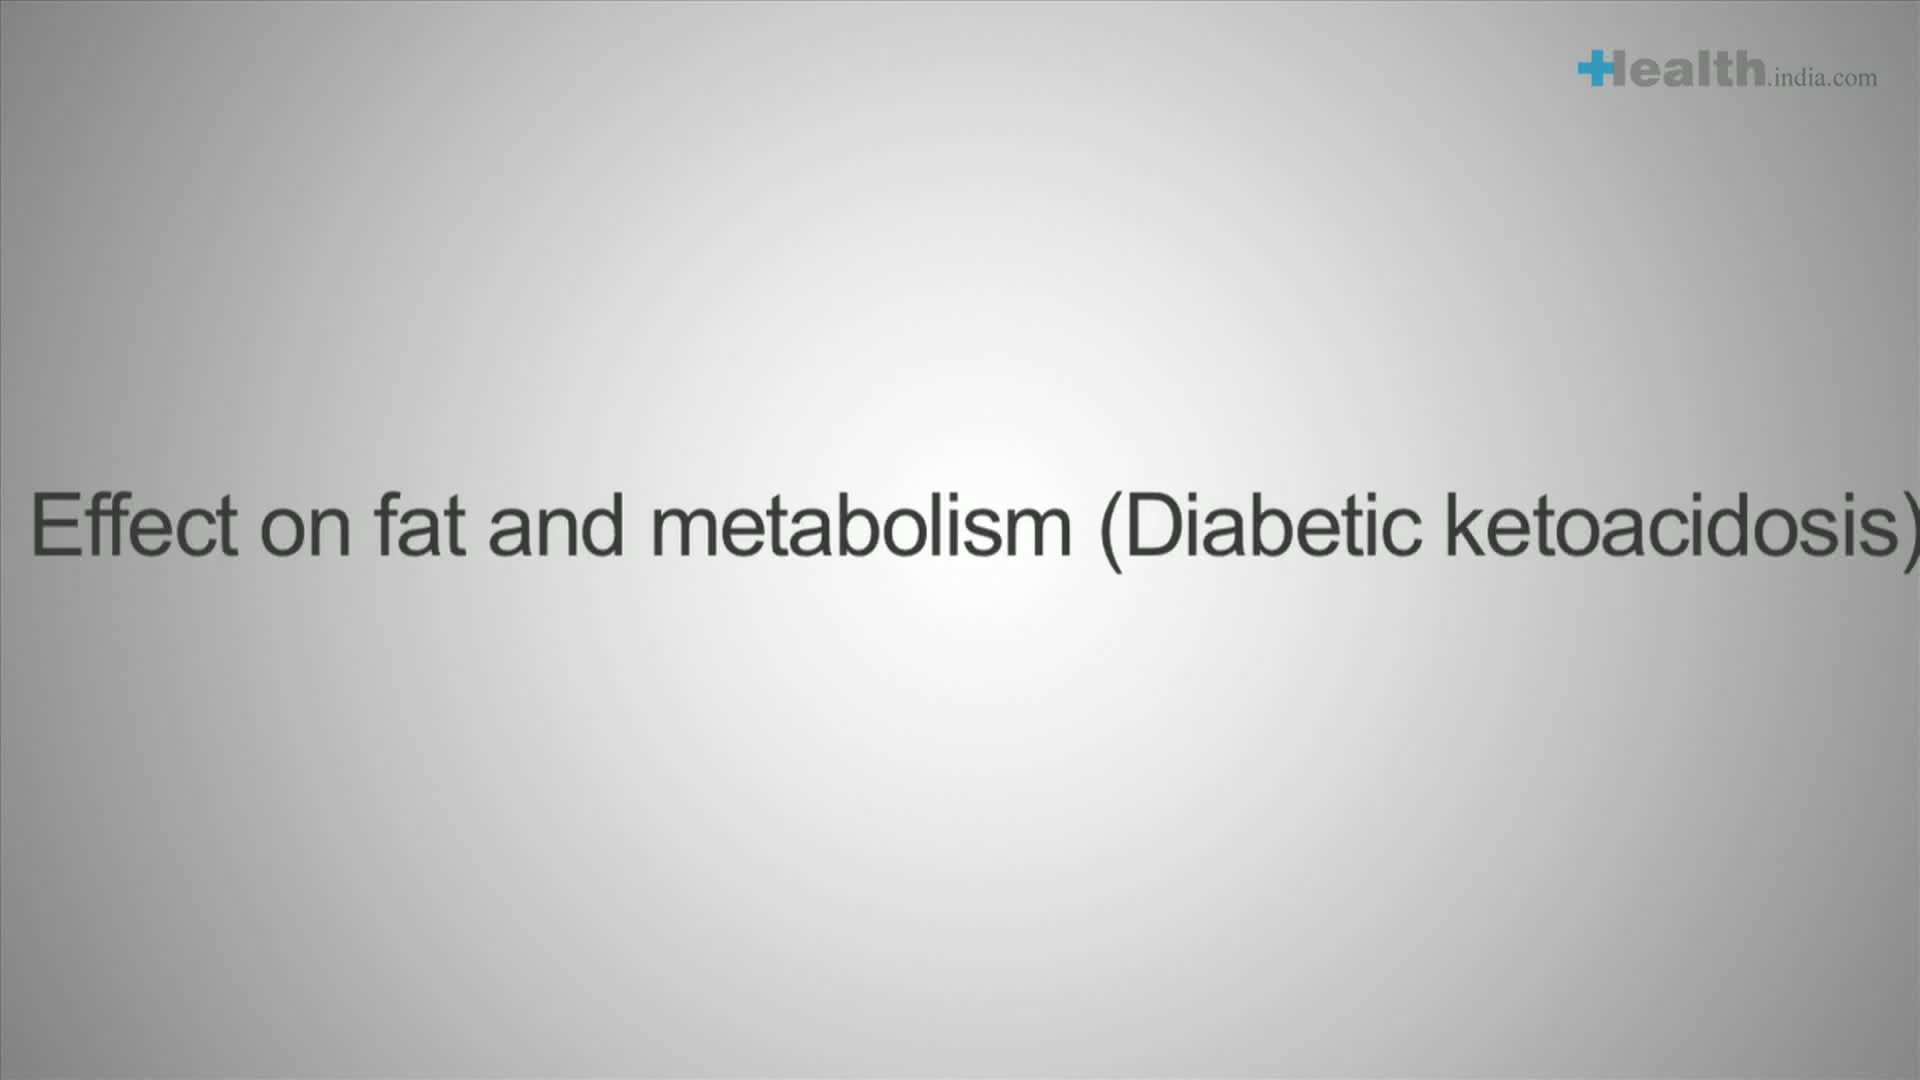 Health.india.com
Effect on fat and metabolism (Diabetic ketoacidosis)